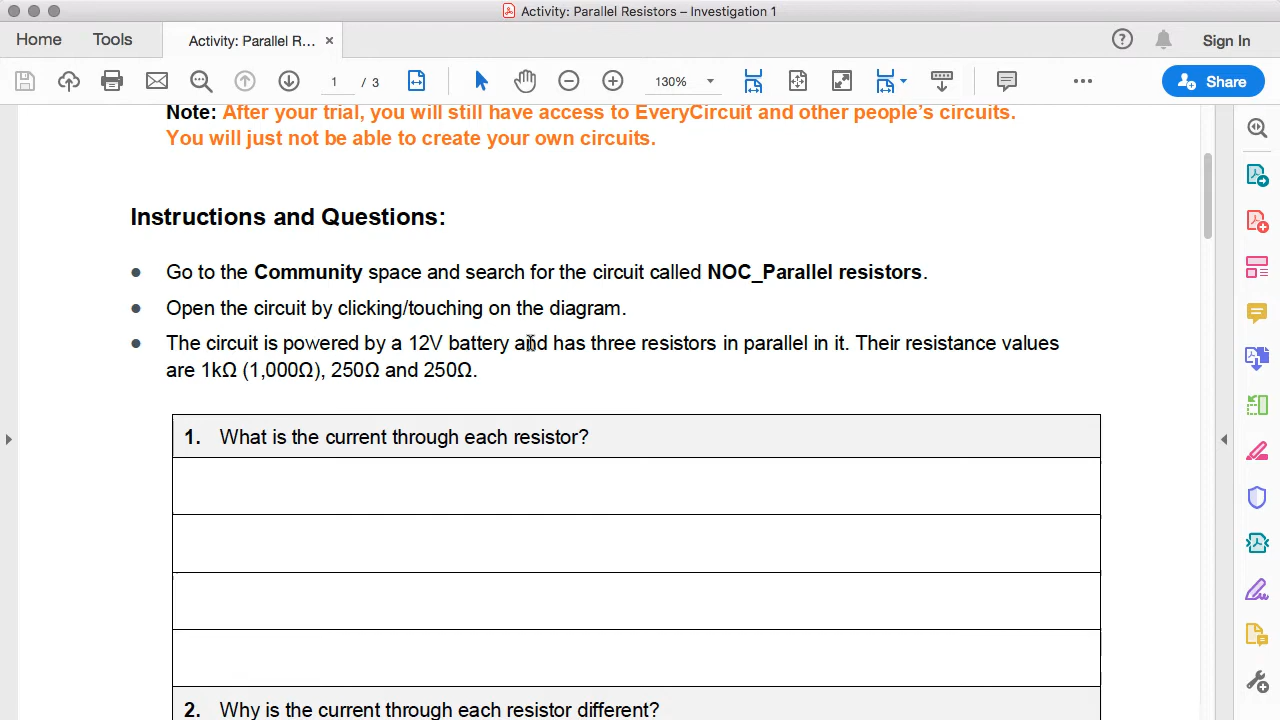 Activity: Parallel Resistors – Investigation 1
Home Tools Activity: Parallel R... × Sign In
1 / 3 130% Share
Note: After your trial, you will still have access to EveryCircuit and other people's circuits.
You will just not be able to create your own circuits.
Instructions and Questions:
● Go to the Community space and search for the circuit called NOC_Parallel resistors.
● Open the circuit by clicking/touching on the diagram.
● The circuit is powered by a 12V battery and has three resistors in parallel in it. Their resistance values
are 1kΩ (1,000Ω), 250Ω and 250Ω.
1. What is the current through each resistor?
2. Why is the current through each resistor different?